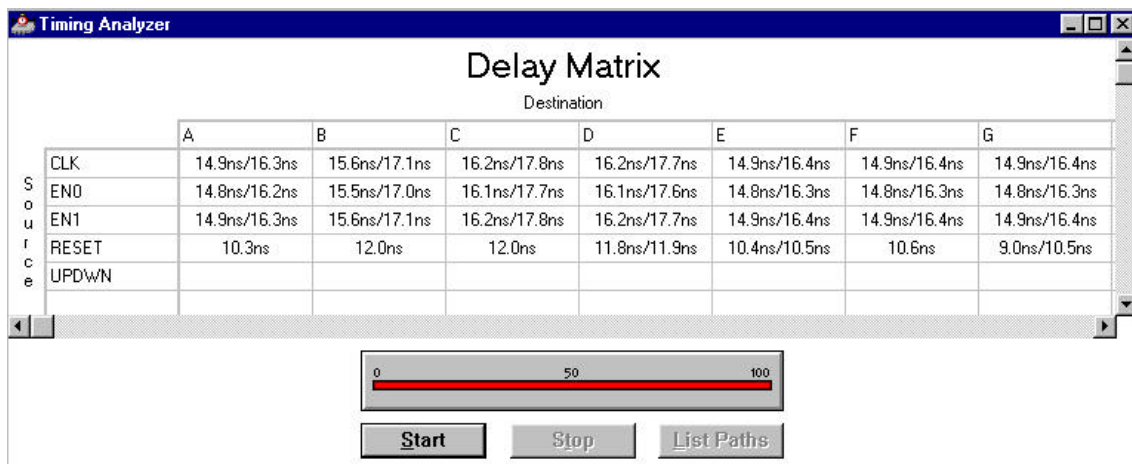 Timing Analyzer
Delay Matrix
Destination
A B C D E F G
CLK 14.9ns/16.3ns 15.6ns/17.1ns 16.2ns/17.8ns 16.2ns/17.7ns 14.9ns/16.4ns 14.9ns/16.4ns 14.9ns/16.4ns
EN0 14.8ns/16.2ns 15.5ns/17.0ns 16.1ns/17.7ns 16.1ns/17.6ns 14.8ns/16.3ns 14.8ns/16.3ns 14.8ns/16.3ns
EN1 14.9ns/16.3ns 15.6ns/17.1ns 16.2ns/17.8ns 16.2ns/17.7ns 14.9ns/16.4ns 14.9ns/16.4ns 14.9ns/16.4ns
RESET 10.3ns 12.0ns 12.0ns 11.8ns/11.9ns 10.4ns/10.5ns 10.6ns 9.0ns/10.5ns
UPDWN
Source
0 50 100
Start Stop List Paths